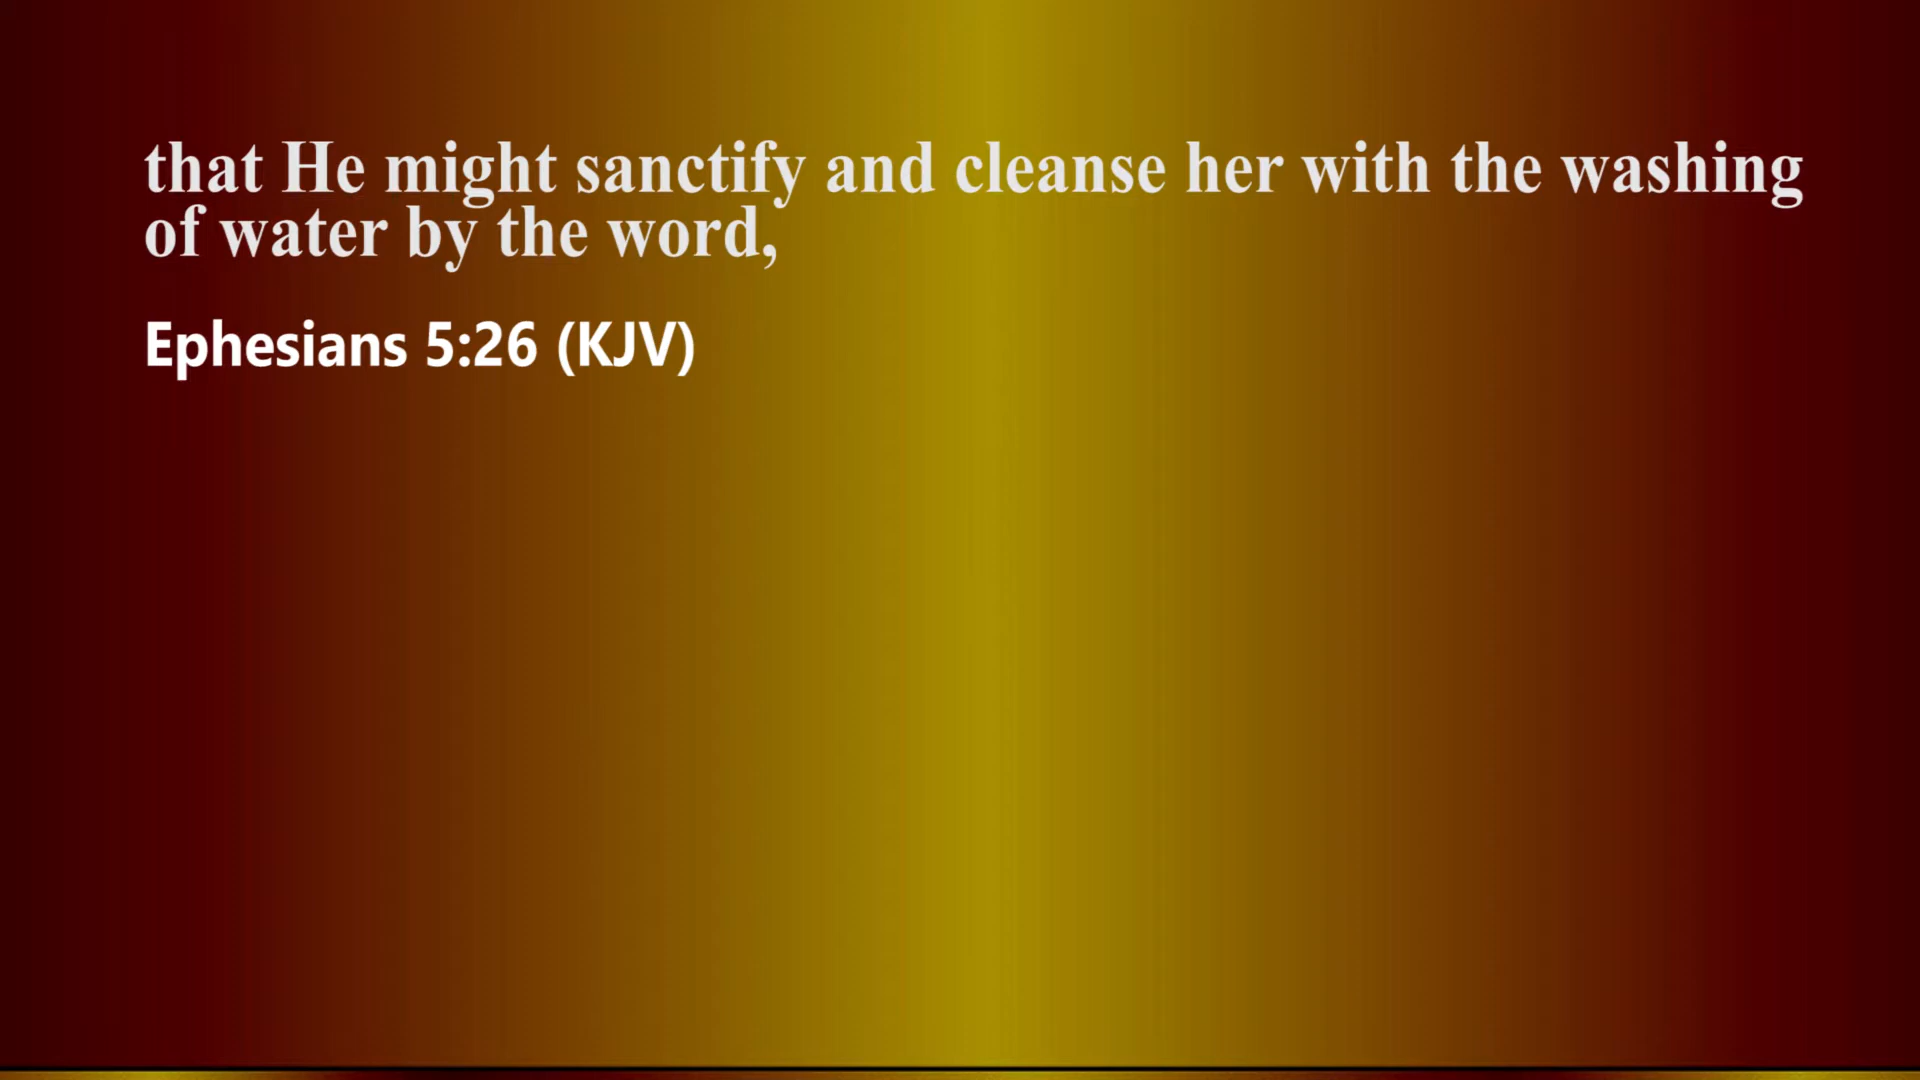 that He might sanctify and cleanse her with the washing
of water by the word,
Ephesians 5:26 (KJV)